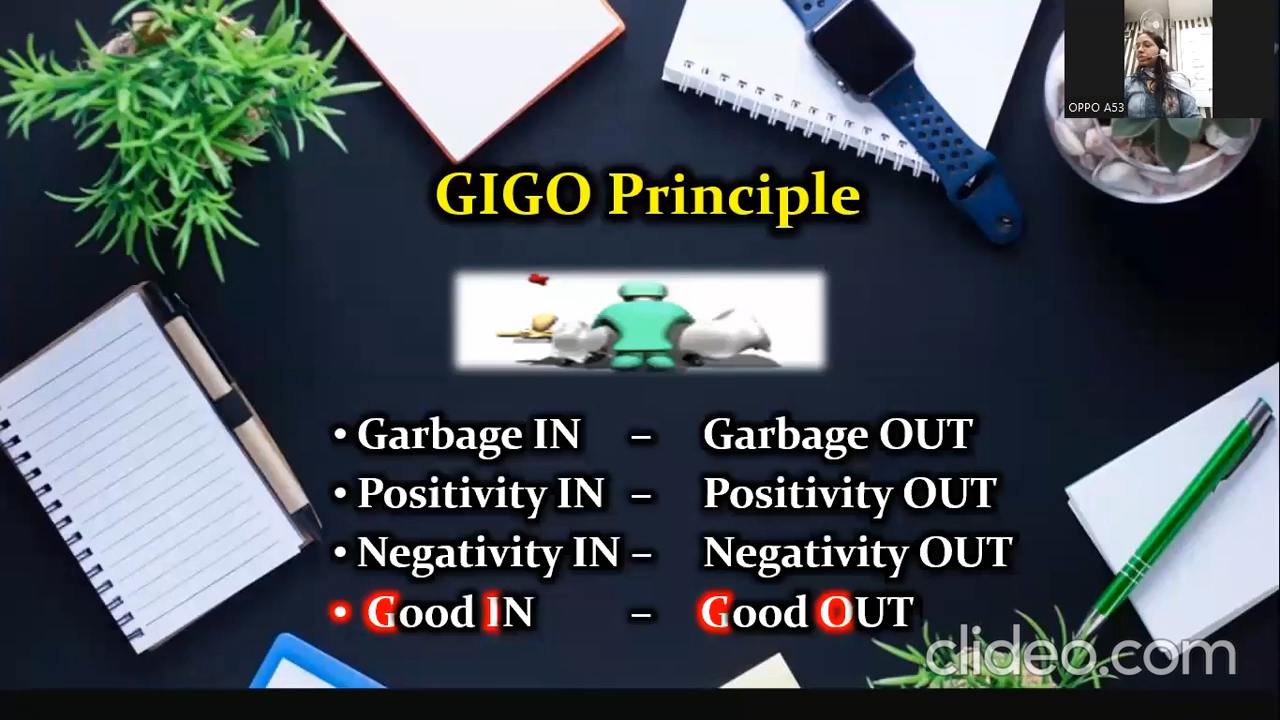 OPPO A53
GIGO Principle
• Garbage IN – Garbage OUT
• Positivity IN – Positivity OUT
• Negativity IN – Negativity OUT
• Good IN – Good OUT
clideo.com